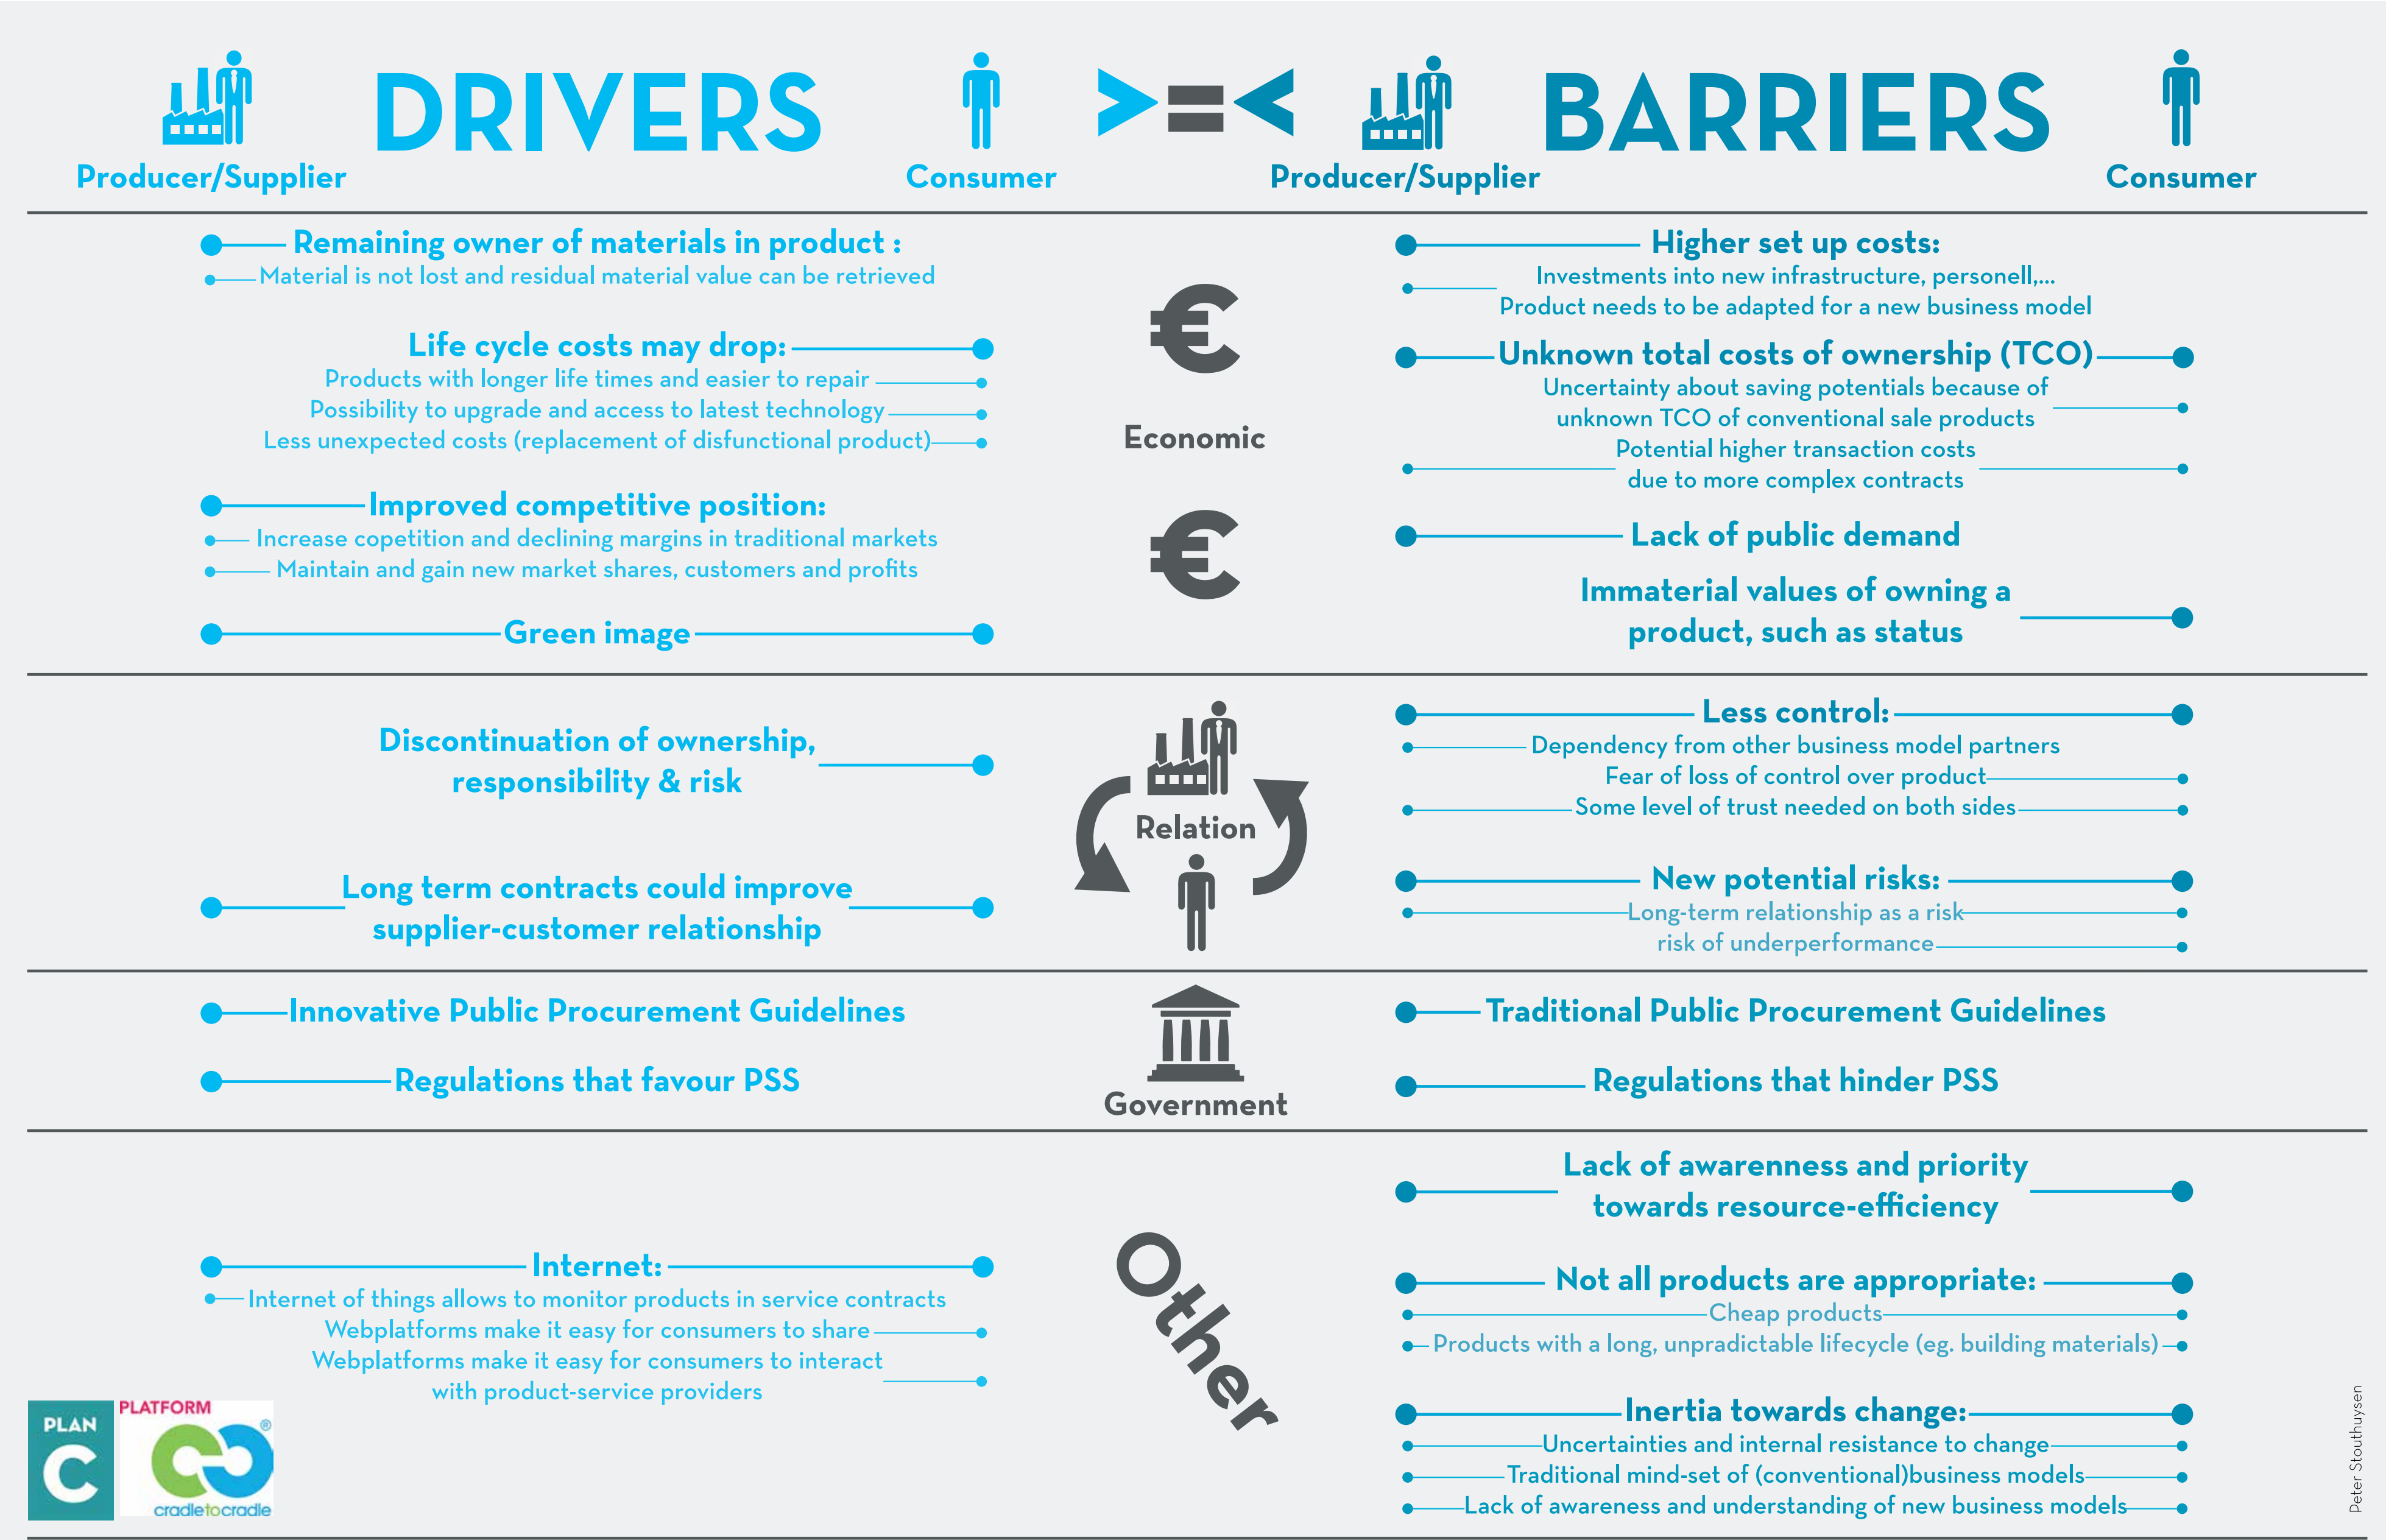 DRIVERS
Producer/Supplier
Consumer
>=<
BARRIERS
Producer/Supplier
Consumer
Remaining owner of materials in product :
Material is not lost and residual material value can be retrieved
Life cycle costs may drop:
Products with longer life times and easier to repair
Possibility to upgrade and access to latest technology
Less unexpected costs (replacement of disfunctional product)
Improved competitive position:
Increase copetition and declining margins in traditional markets
Maintain and gain new market shares, customers and profits
Green image
€
Economic
€
Higher set up costs:
Investments into new infrastructure, personell,...
Product needs to be adapted for a new business model
Unknown total costs of ownership (TCO)
Uncertainty about saving potentials because of
unknown TCO of conventional sale products
Potential higher transaction costs
due to more complex contracts
Lack of public demand
Immaterial values of owning a
product, such as status
Discontinuation of ownership,
responsibility & risk
Long term contracts could improve
supplier-customer relationship
Relation
Less control:
Dependency from other business model partners
Fear of loss of control over product
Some level of trust needed on both sides
New potential risks:
Long-term relationship as a risk
risk of underperformance
Innovative Public Procurement Guidelines
Regulations that favour PSS
Government
Traditional Public Procurement Guidelines
Regulations that hinder PSS
Internet:
Internet of things allows to monitor products in service contracts
Webplatforms make it easy for consumers to share
Webplatforms make it easy for consumers to interact
with product-service providers
Other
Lack of awarenness and priority
towards resource-efficiency
Not all products are appropriate:
Cheap products
Products with a long, unpradictable lifecycle (eg. building materials)
Inertia towards change:
Uncertainties and internal resistance to change
Traditional mind-set of (conventional)business models
Lack of awareness and understanding of new business models
PLAN
C
PLATFORM
®
cradletocradle
Peter Stouthuysen